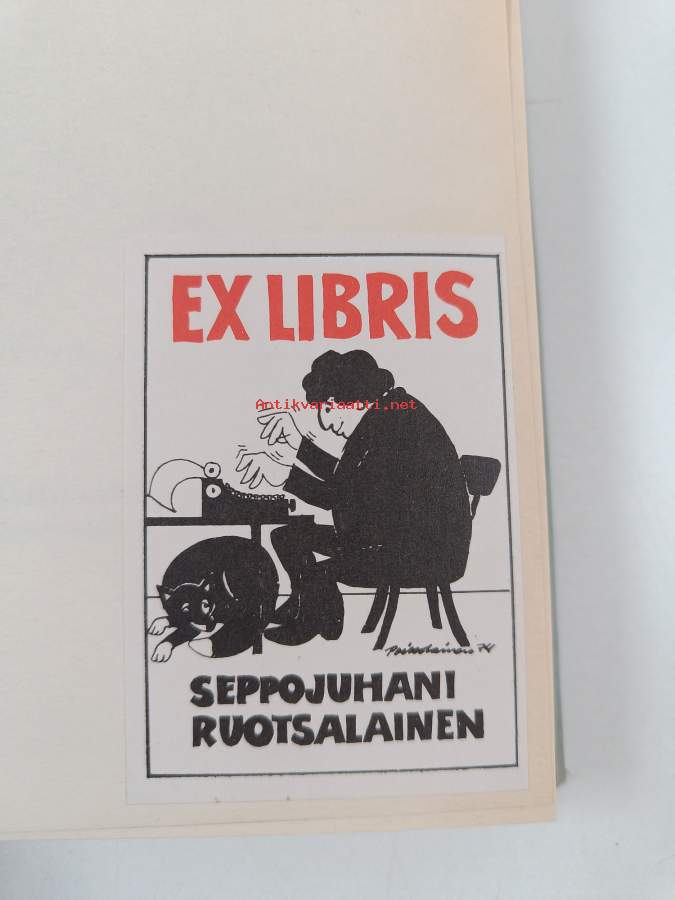 EX LIBRIS
Antikvariaatti.net
SEPPOJUHANI
RUOTSALAINEN